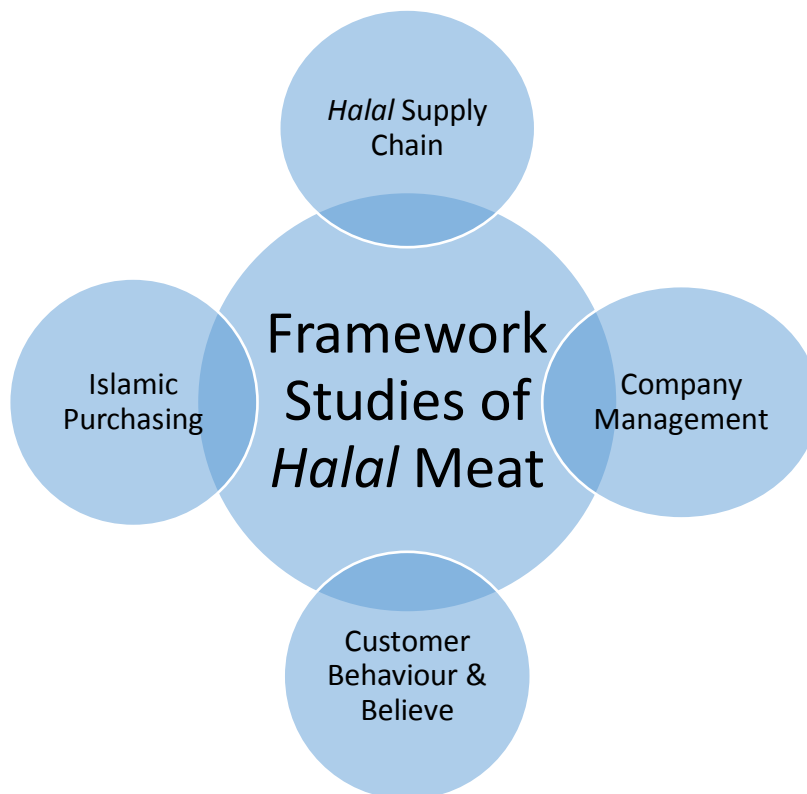 Halal Supply
Chain
Islamic
Purchasing
Framework
Studies of
Halal Meat
Company
Management
Customer
Behaviour &
Believe